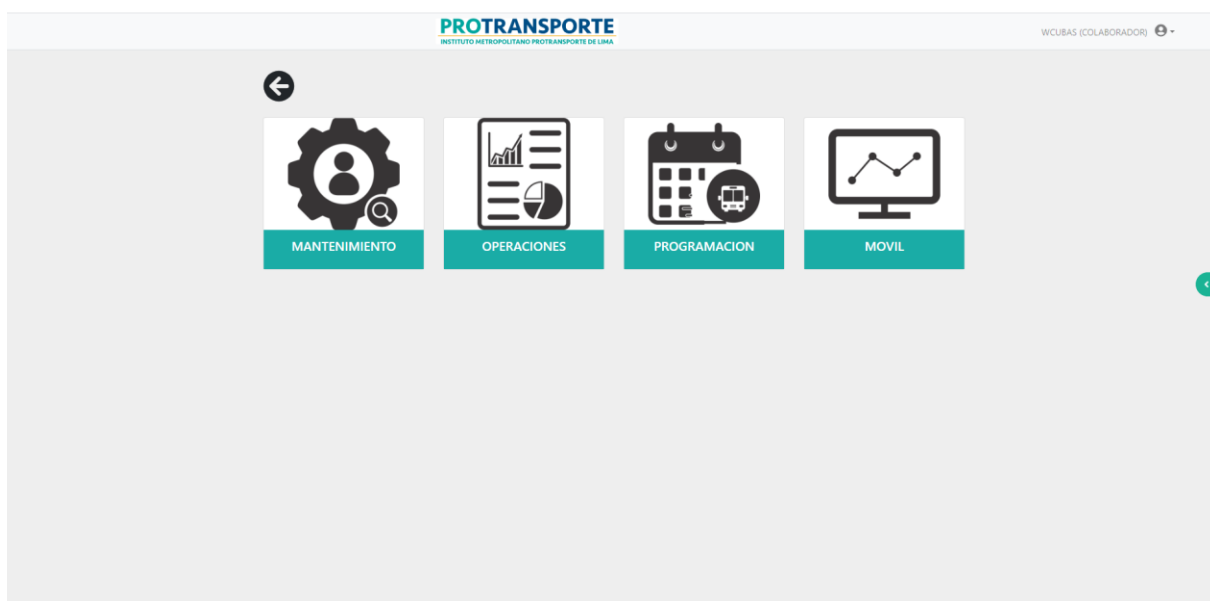 PROTRANSPORTE
INSTITUTO METROPOLITANO PROTRANSPORTE DE LIMA
WCUBAS (COLABORADOR)
MANTENIMIENTO
OPERACIONES
PROGRAMACION
MOVIL